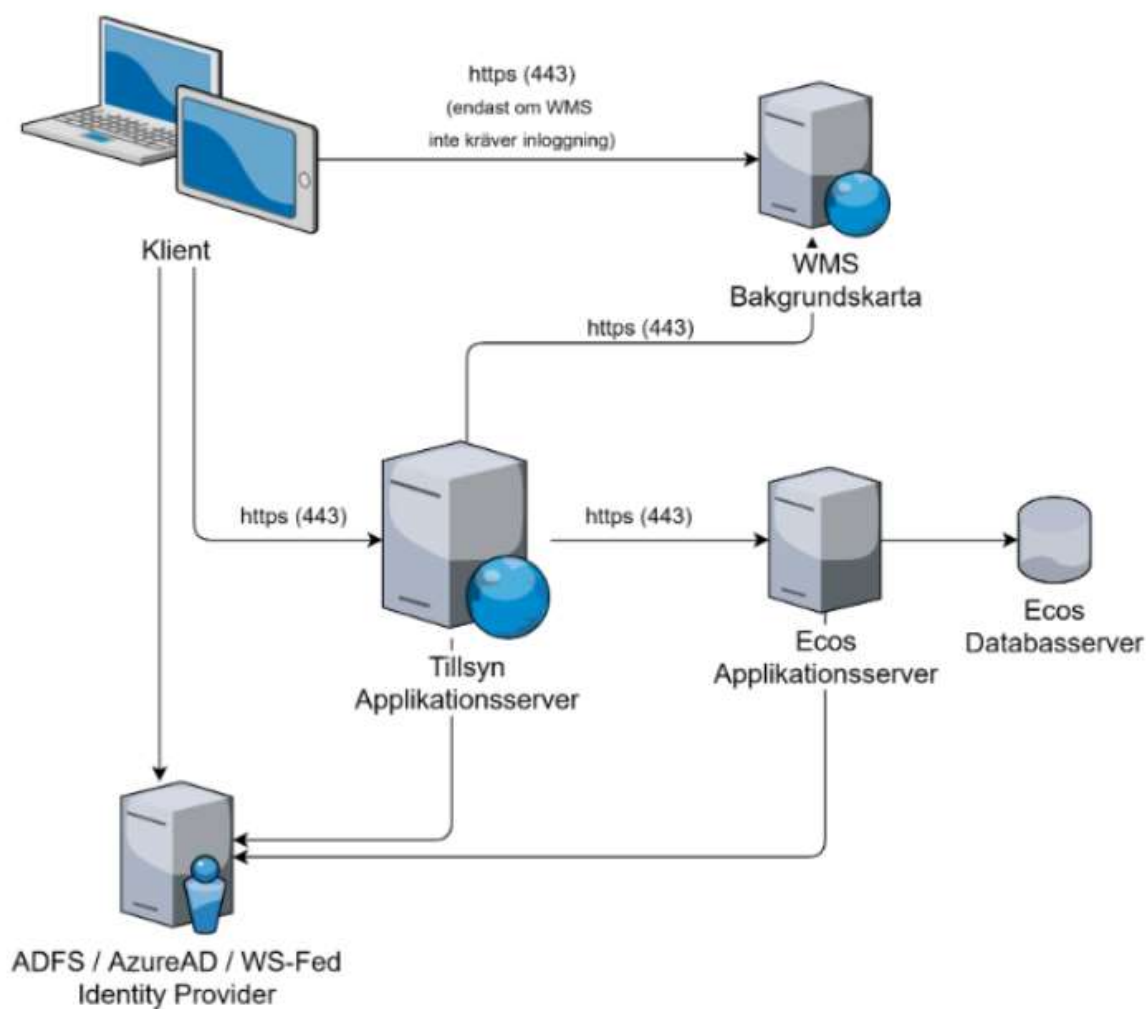 https (443)
(endast om WMS
inte kräver inloggning)
Klient
WMS
Bakgrundskarta
https (443)
https (443)
https (443)
Tillsyn
Applikationsserver
Ecos
Applikationsserver
Ecos
Databasserver
ADFS / AzureAD / WS-Fed
Identity Provider